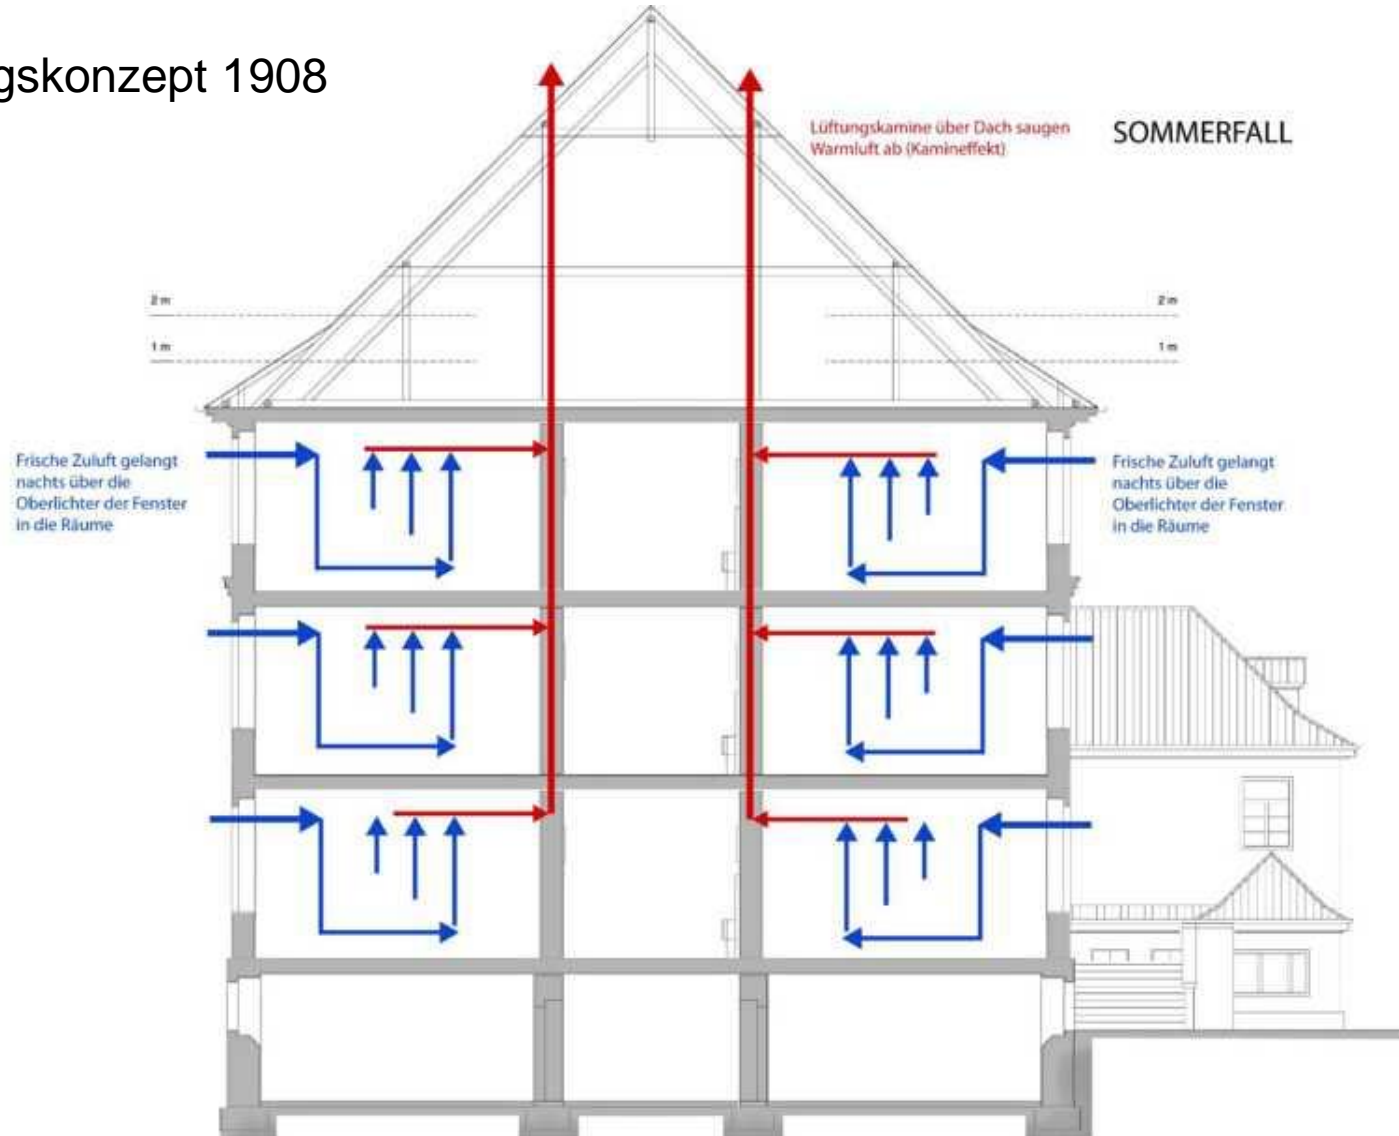 gskonzept 1908
Lüftungskamine über Dach saugen
Warmluft ab (Kamineffekt)
SOMMERFALL
2 m
2 m
1 m
1 m
Frische Zuluft gelangt
nachts über die
Oberlichter der Fenster
in die Räume
Frische Zuluft gelangt
nachts über die
Oberlichter der Fenster
in die Räume